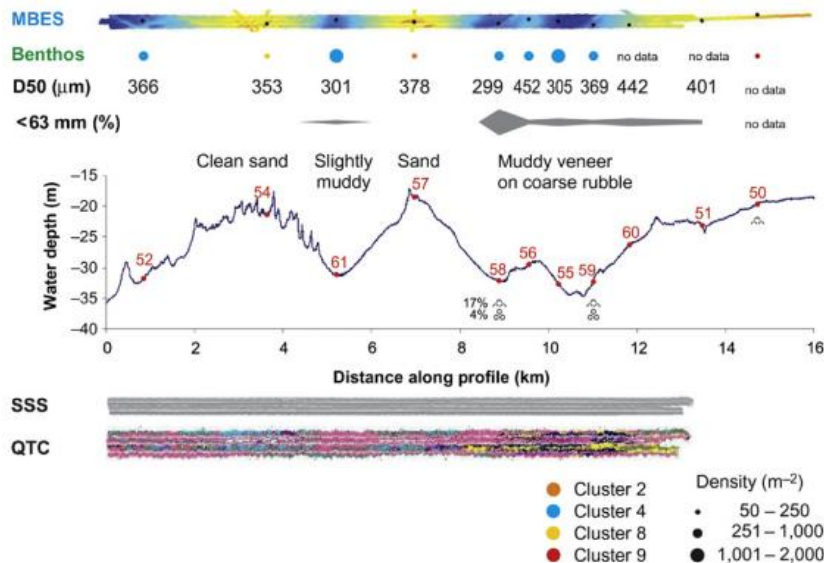 MBES
Benthos
no data no data
D50 (μm) 366 353 301 378 299 452 305 369 442 401 no data
<63 mm (%) no data
Clean sand Slightly muddy Sand Muddy veneer on coarse rubble
Water depth (m)
−15
−20
−25
−30
−35
−40
52 54 61 57 58 56 55 59 60 51 50
17%
4%
0 2 4 6 8 10 12 14 16
Distance along profile (km)
SSS
QTC
Cluster 2
Cluster 4
Cluster 8
Cluster 9
Density (m⁻²)
50 – 250
251 – 1,000
1,001 – 2,000